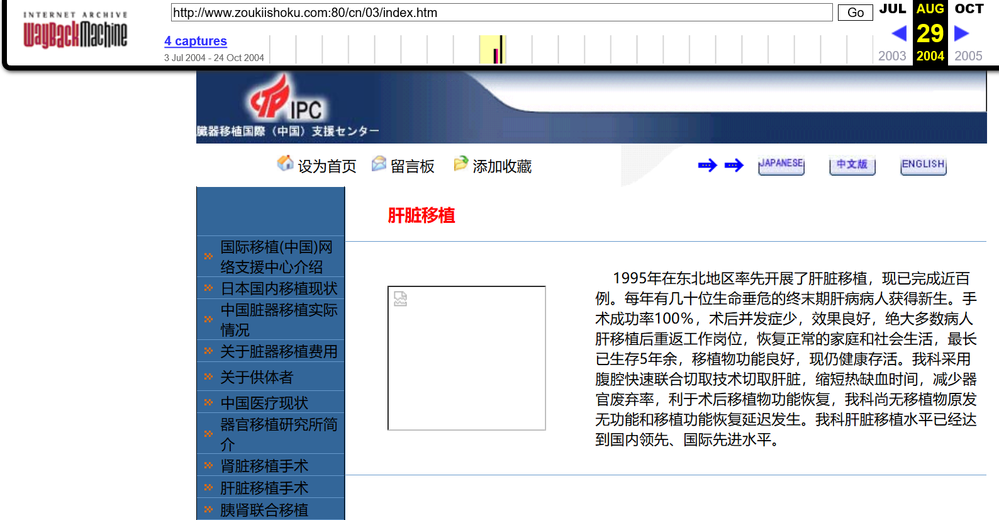 INTERNET ARCHIVE
WayBackMachine
http://www.zoukiishoku.com:80/cn/03/index.htm
Go
JUL
AUG
OCT
4 captures
29
3 Jul 2004 - 24 Oct 2004
2003
2004
2005
CTP IPC
臓器移植国際（中国）支援センター
设为首页
留言板
添加收藏
JAPANESE
中文版
ENGLISH
肝脏移植
国际移植(中国)网
络支援中心介绍
日本国内移植现状
中国脏器移植实际
情况
关于脏器移植费用
关于供体者
中国医疗现状
器官移植研究所简
介
肾脏移植手术
肝脏移植手术
胰肾联合移植
1995年在东北地区率先开展了肝脏移植，现已完成近百
例。每年有几十位生命垂危的终末期肝病病人获得新生。手
术成功率100%，术后并发症少，效果良好，绝大多数病人
肝移植后重返工作岗位，恢复正常的家庭和社会生活，最长
已生存5年余，移植物功能良好，现仍健康存活。我科采用
腹腔快速联合切取技术切取肝脏，缩短热缺血时间，减少器
官废弃率，利于术后移植物功能恢复，我科尚无移植物原发
无功能和移植功能恢复延迟发生。我科肝脏移植水平已经达
到国内领先、国际先进水平。